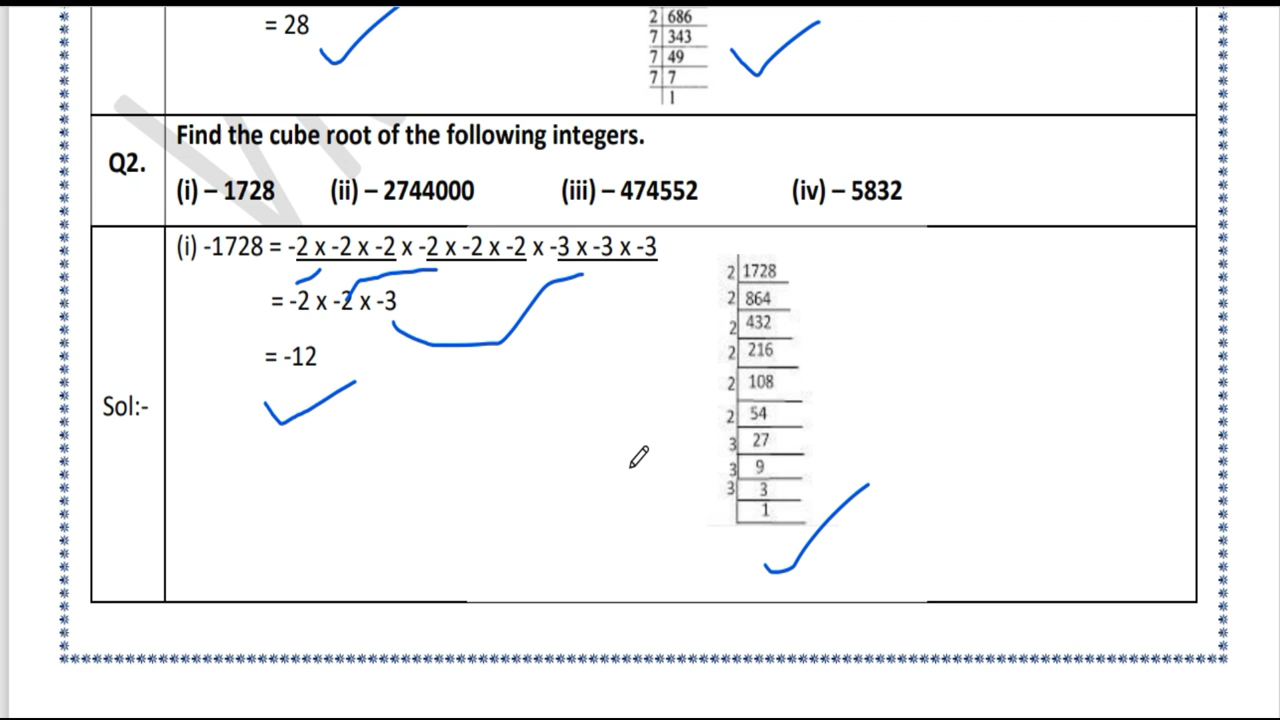 = 28
2 686
7 343
7 49
7 7
1
Q2.
Find the cube root of the following integers.
(i) – 1728 (ii) – 2744000 (iii) – 474552 (iv) – 5832
Sol:-
(i) -1728 = -2 x -2 x -2 x -2 x -2 x -2 x -3 x -3 x -3
= -2 x -2 x -3
= -12
2 1728
2 864
2 432
2 216
2 108
2 54
3 27
3 9
3 3
1